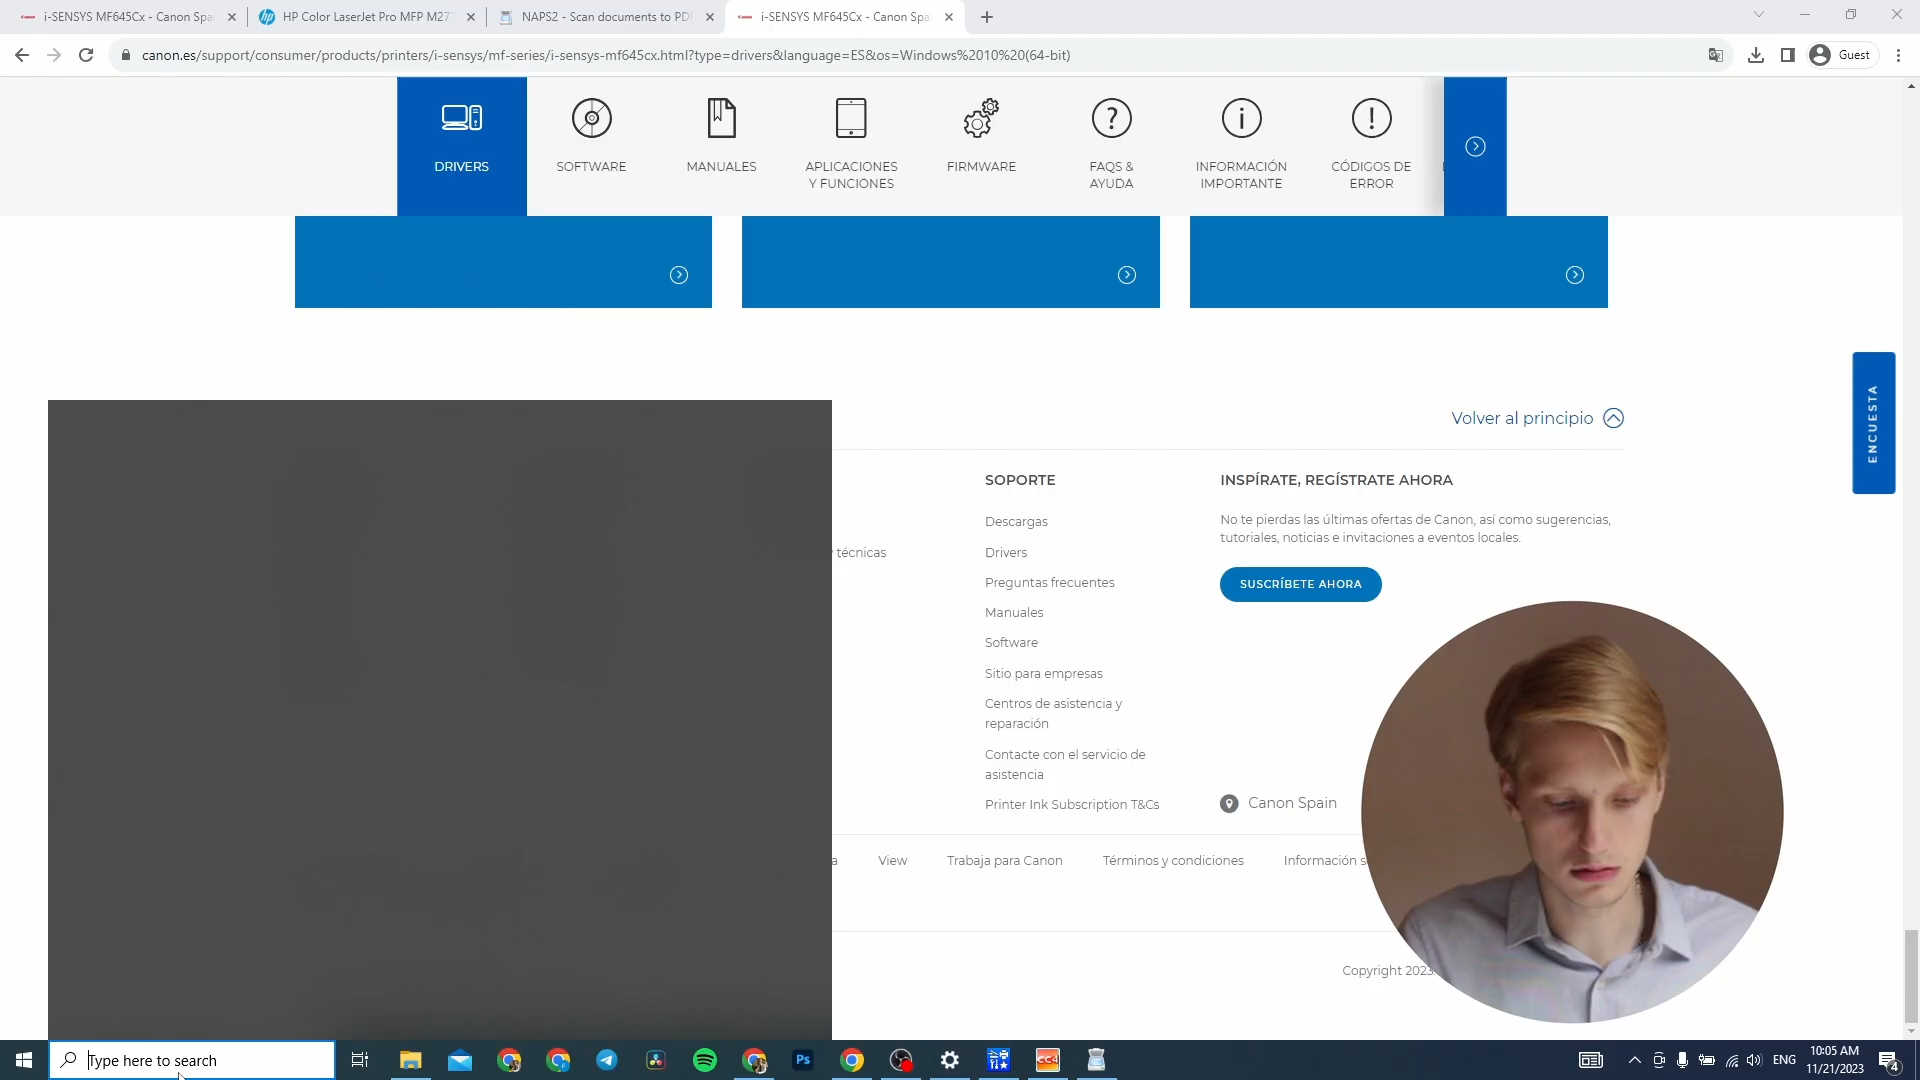 i-SENSYS MF645Cx - Canon Spa
HP Color LaserJet Pro MFP M27
NAPS2 - Scan documents to PD
i-SENSYS MF645Cx - Canon Spa
canon.es/support/consumer/products/printers/i-sensys/mf-series/i-sensys-mf645cx.html?type=drivers&language=ES&os=Windows%2010%20(64-bit)
Guest
DRIVERS
SOFTWARE
MANUALES
APLICACIONES
Y FUNCIONES
FIRMWARE
FAQS &
AYUDA
INFORMACIÓN
IMPORTANTE
CÓDIGOS DE
ERROR
ENCUESTA
Volver al principio
SOPORTE
Descargas
Drivers
Preguntas frecuentes
Manuales
Software
Sitio para empresas
Centros de asistencia y
reparación
Contacte con el servicio de
asistencia
Printer Ink Subscription T&Cs
y técnicas
INSPÍRATE, REGÍSTRATE AHORA
No te pierdas las últimas ofertas de Canon, así como sugerencias,
tutoriales, noticias e invitaciones a eventos locales.
SUSCRÍBETE AHORA
Canon Spain
a
View
Trabaja para Canon
Términos y condiciones
Información s
Copyright 2023.
Type here to search
Ps
CC4
ENG
10:05 AM
11/21/2023
4